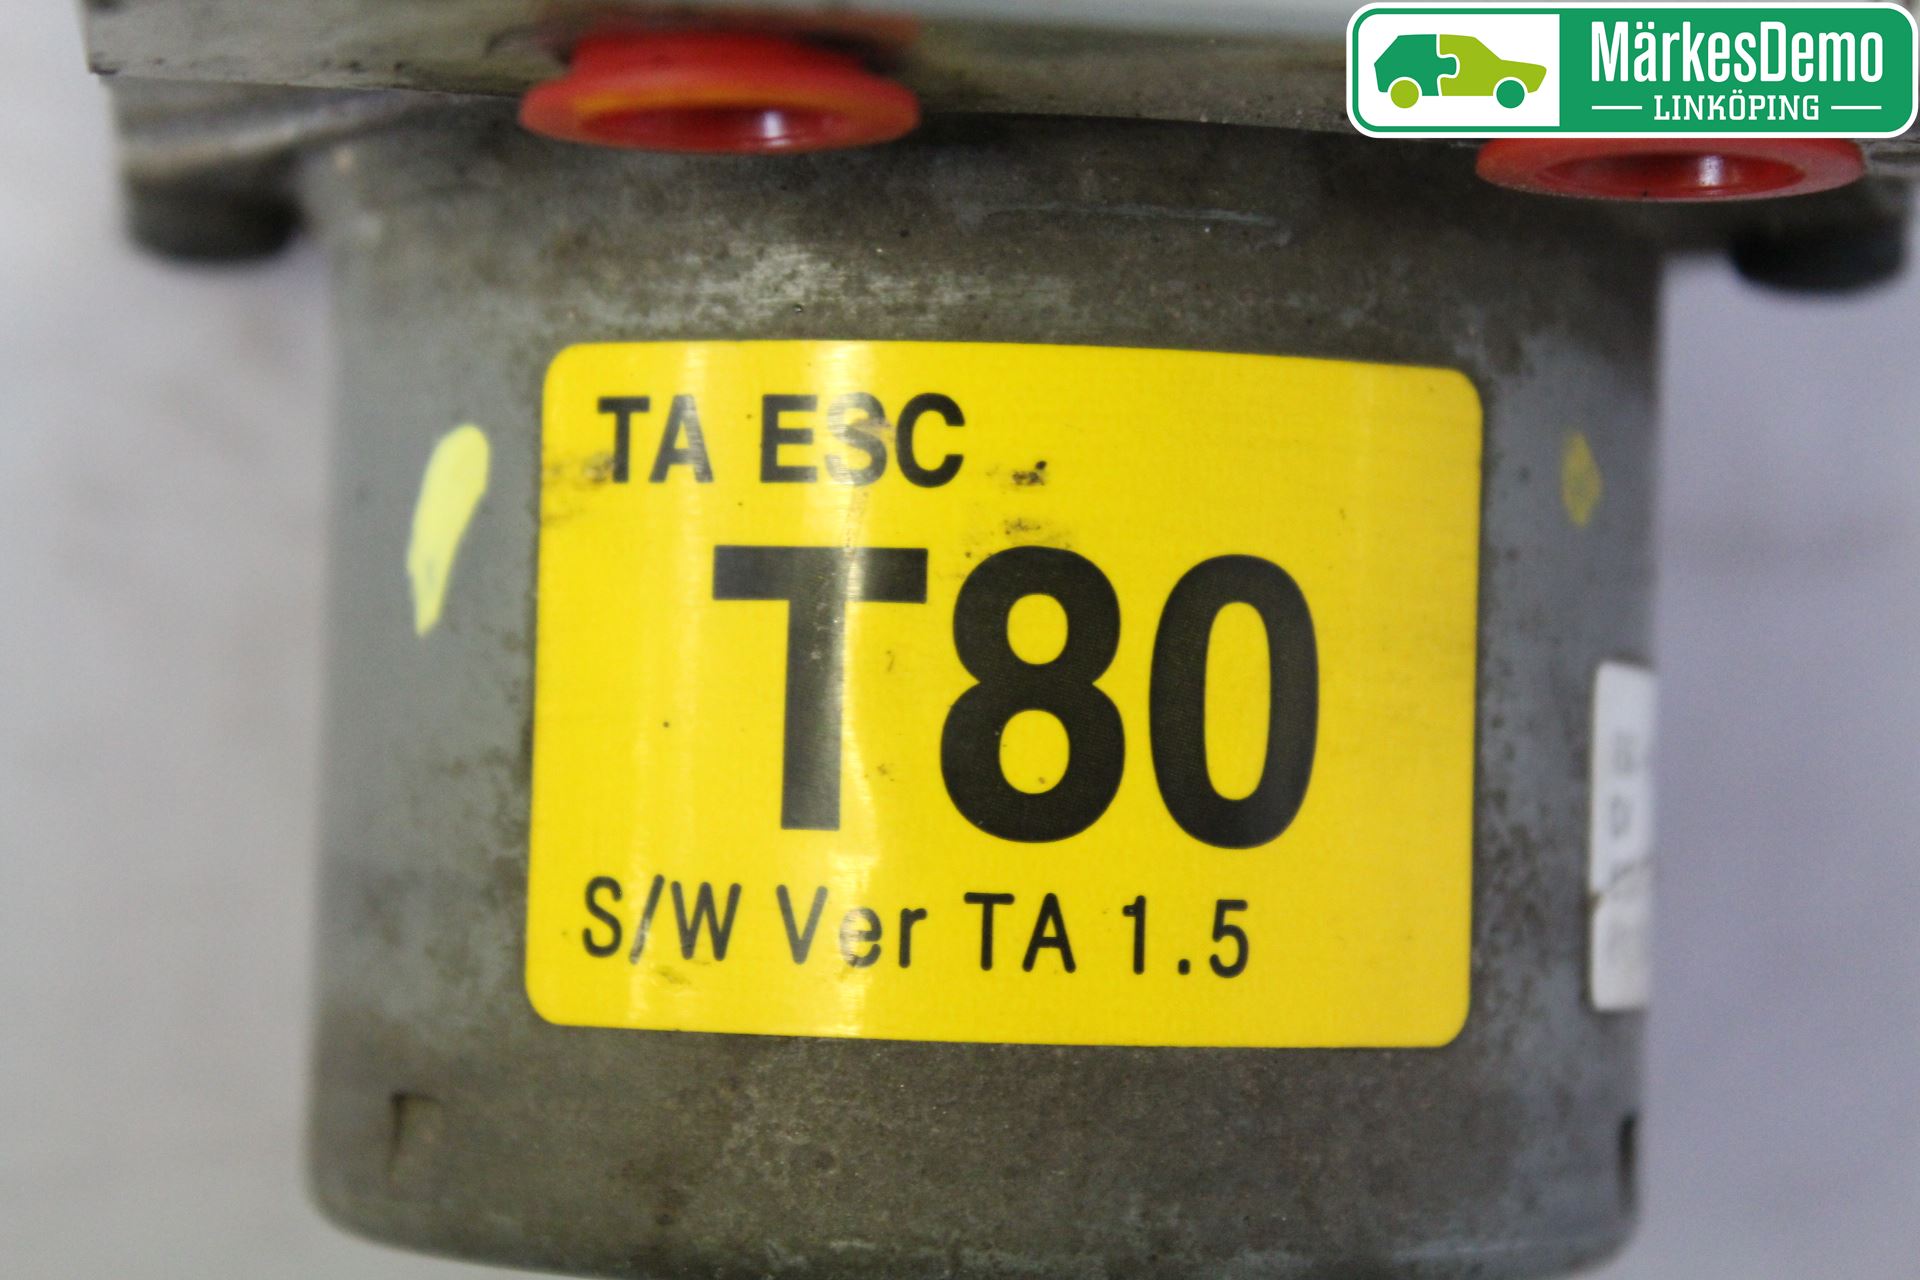 MärkesDemo
LINKÖPING
TA ESC
T80
S/W Ver TA 1.5